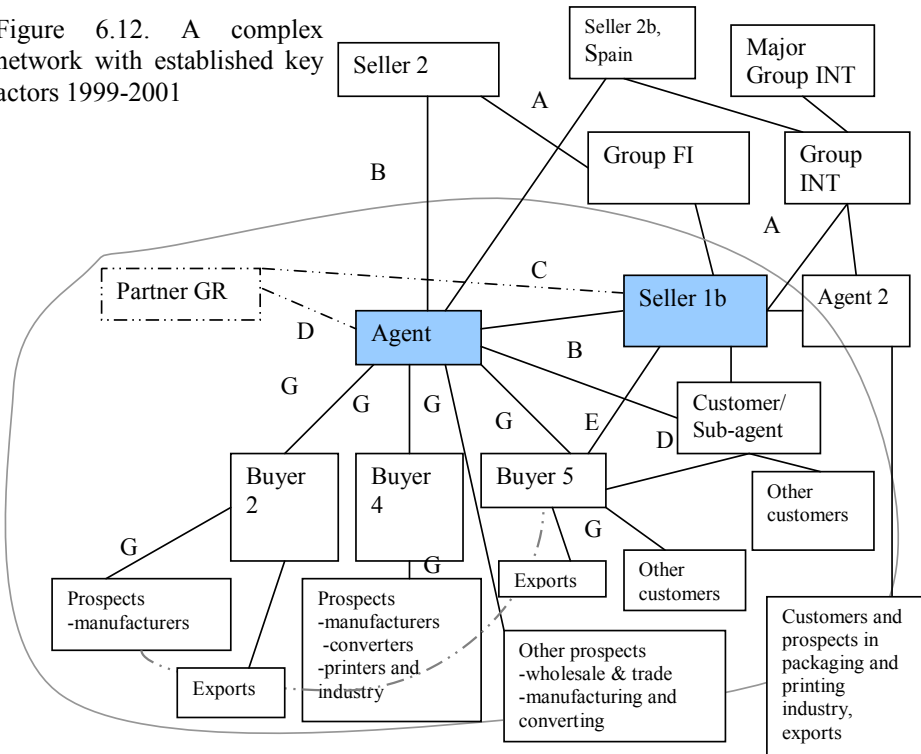 Figure 6.12. A complex
network with established key
actors 1999-2001
Seller 2
Seller 2b,
Spain
Major
Group INT
A
Group FI
Group
INT
B
A
C
Partner GR
Seller 1b
Agent 2
D
Agent
B
G
G
G
G
E
D
Customer/
Sub-agent
Buyer
2
Buyer
4
Buyer 5
Other
customers
G
G
G
Exports
Other
customers
Prospects
-manufacturers
Prospects
-manufacturers
-converters
-printers and
industry
Exports
Other prospects
-wholesale & trade
-manufacturing and
converting
Customers and
prospects in
packaging and
printing
industry,
exports